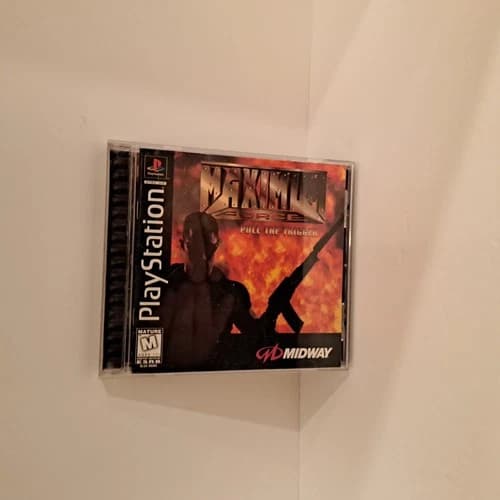 MAXIMUM
FORCE
PULL THE TRIGGER
PlayStation
MATURE
M
ESRB
MIDWAY